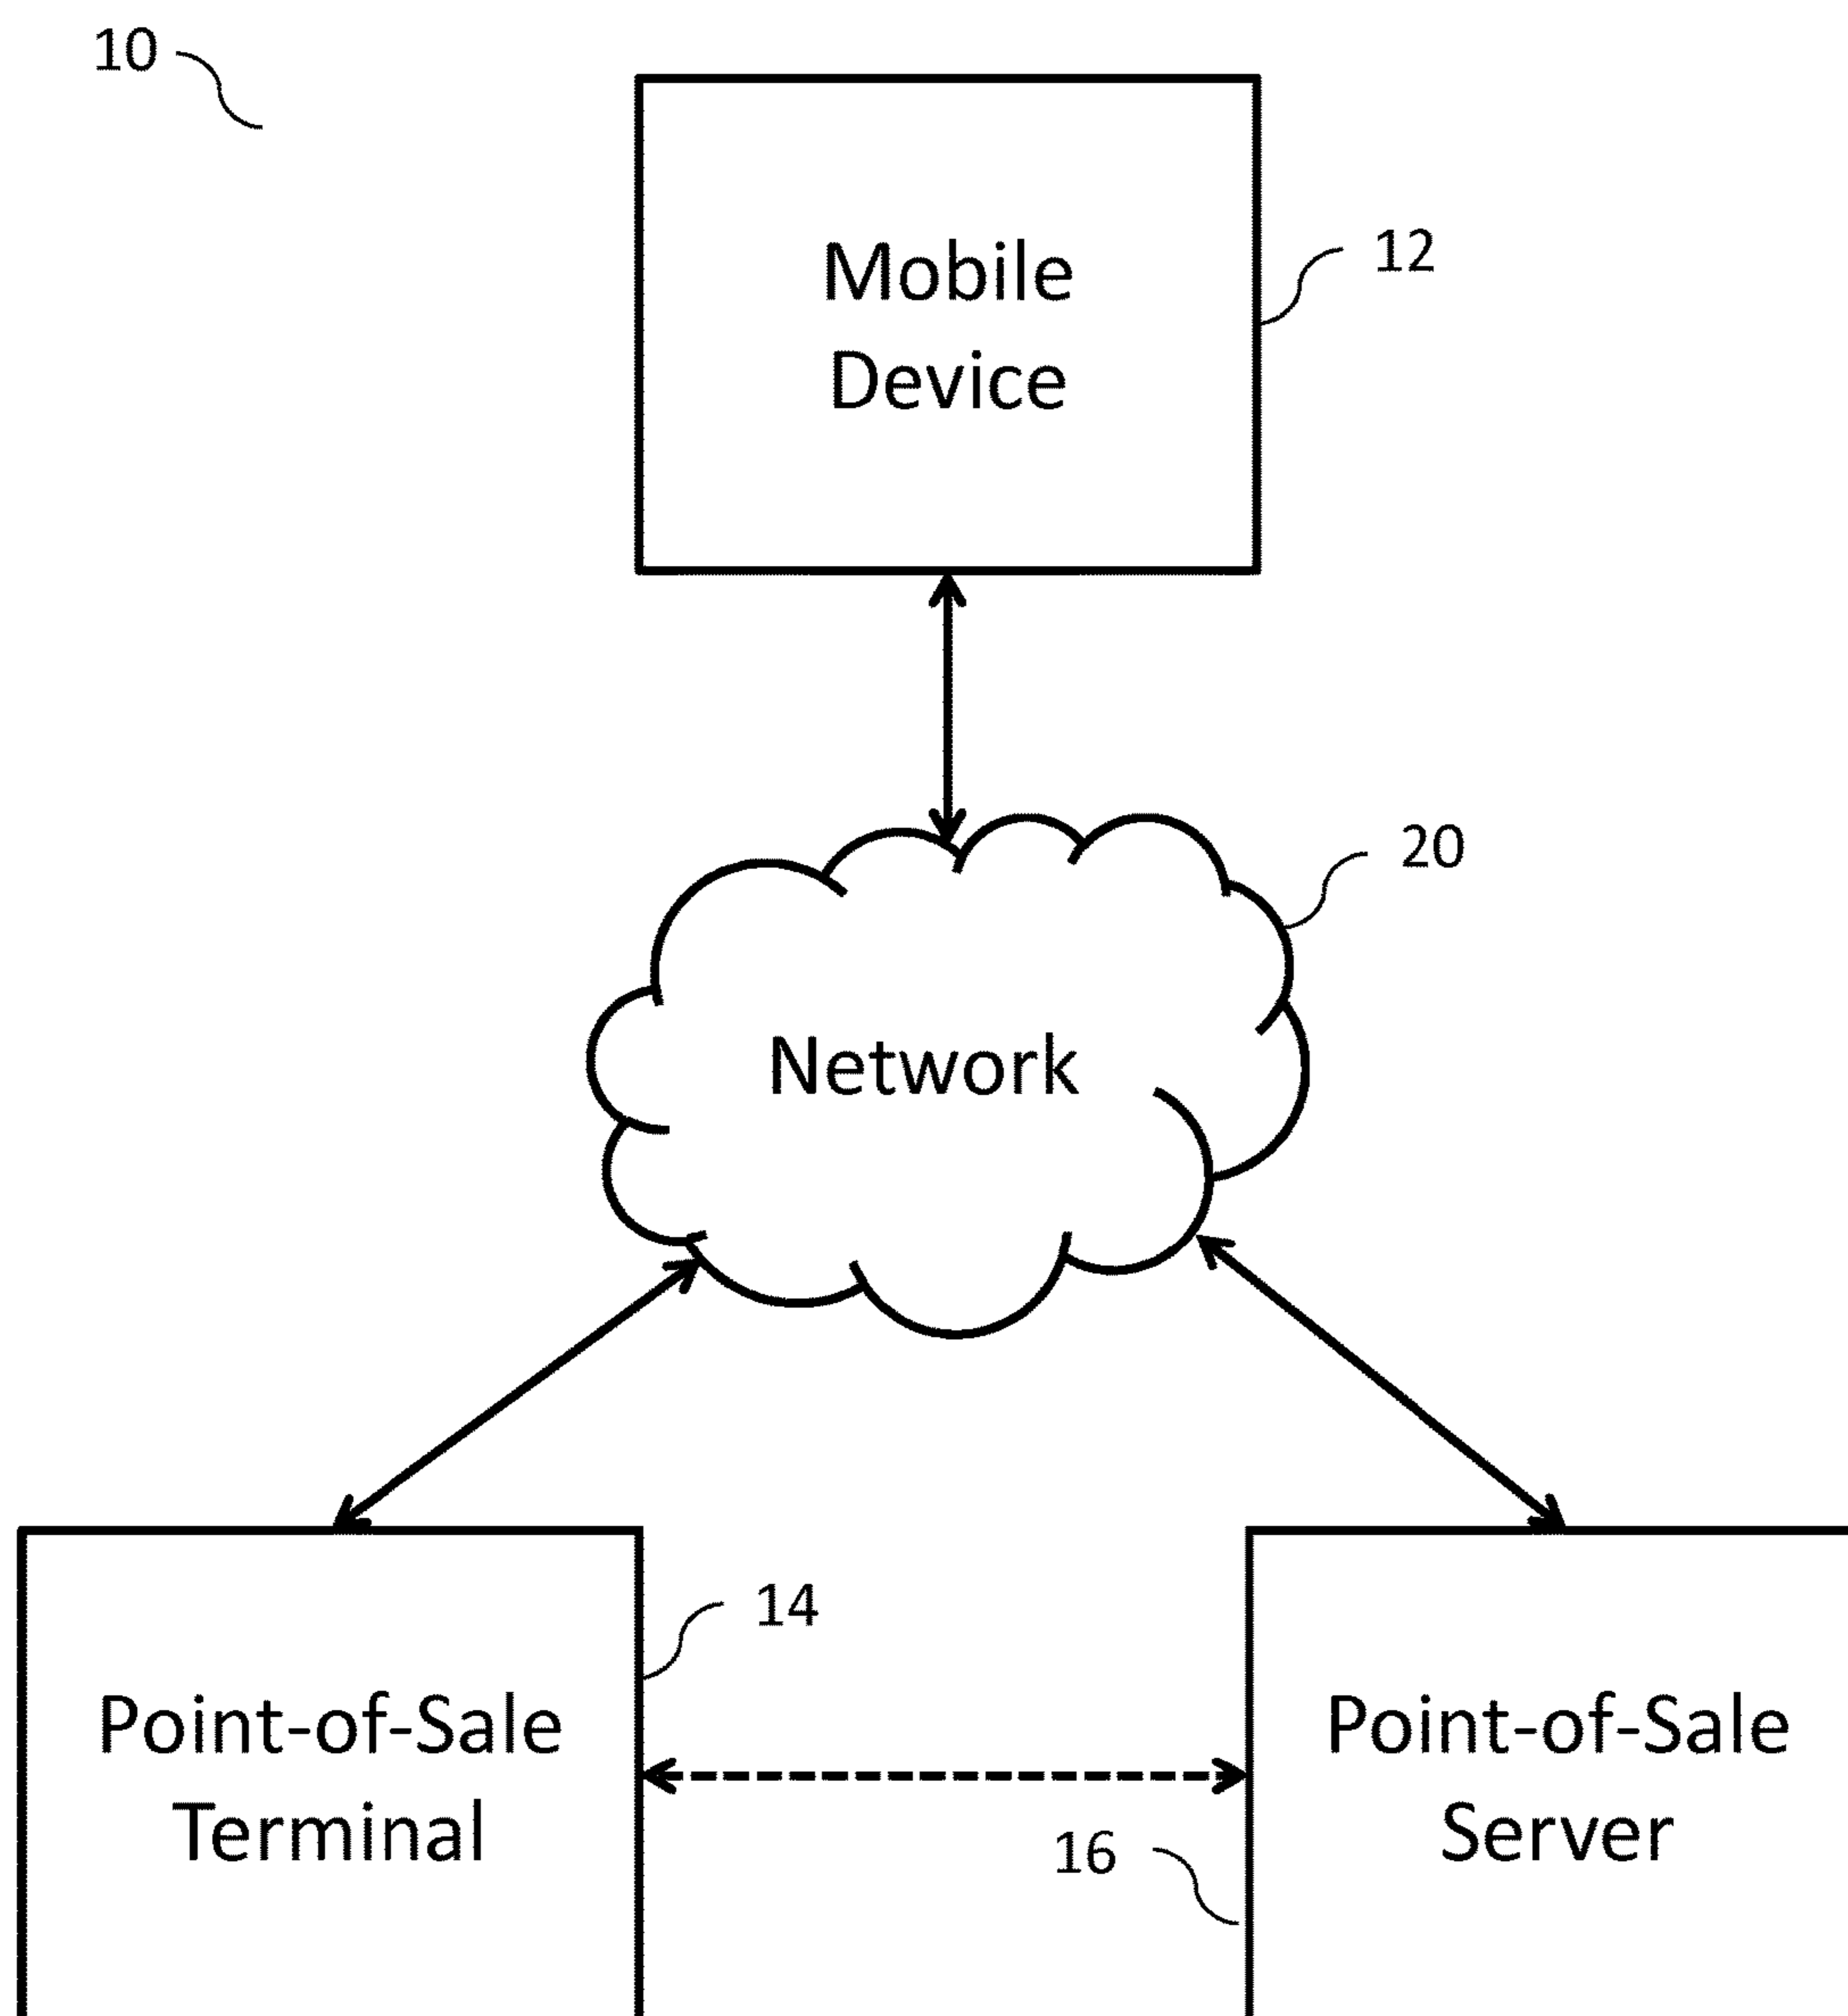 10
Mobile
Device
12
20
Network
14
Point-of-Sale
Terminal
16
Point-of-Sale
Server